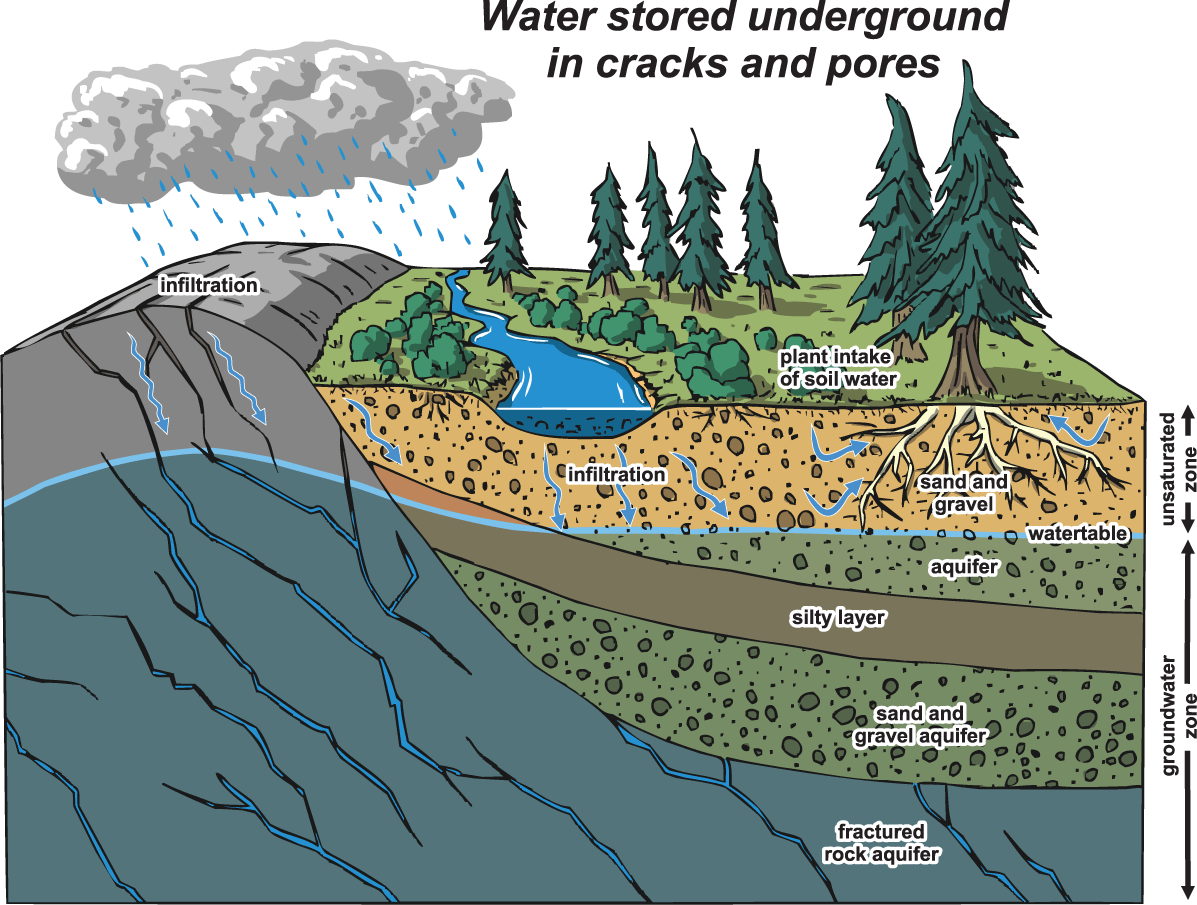 Water stored underground
in cracks and pores
infiltration
plant intake
of soil water
infiltration
sand and
gravel
watertable
aquifer
silty layer
sand and
gravel aquifer
fractured
rock aquifer
unsaturated
zone
groundwater
zone